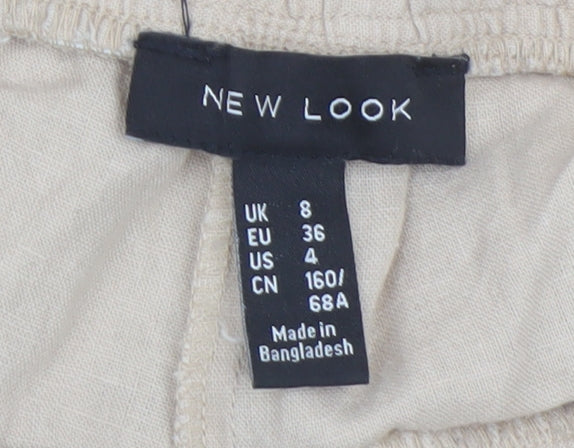 NEW LOOK
UK 8
EU 36
US 4
CN 160/
68A
Made in
Bangladesh